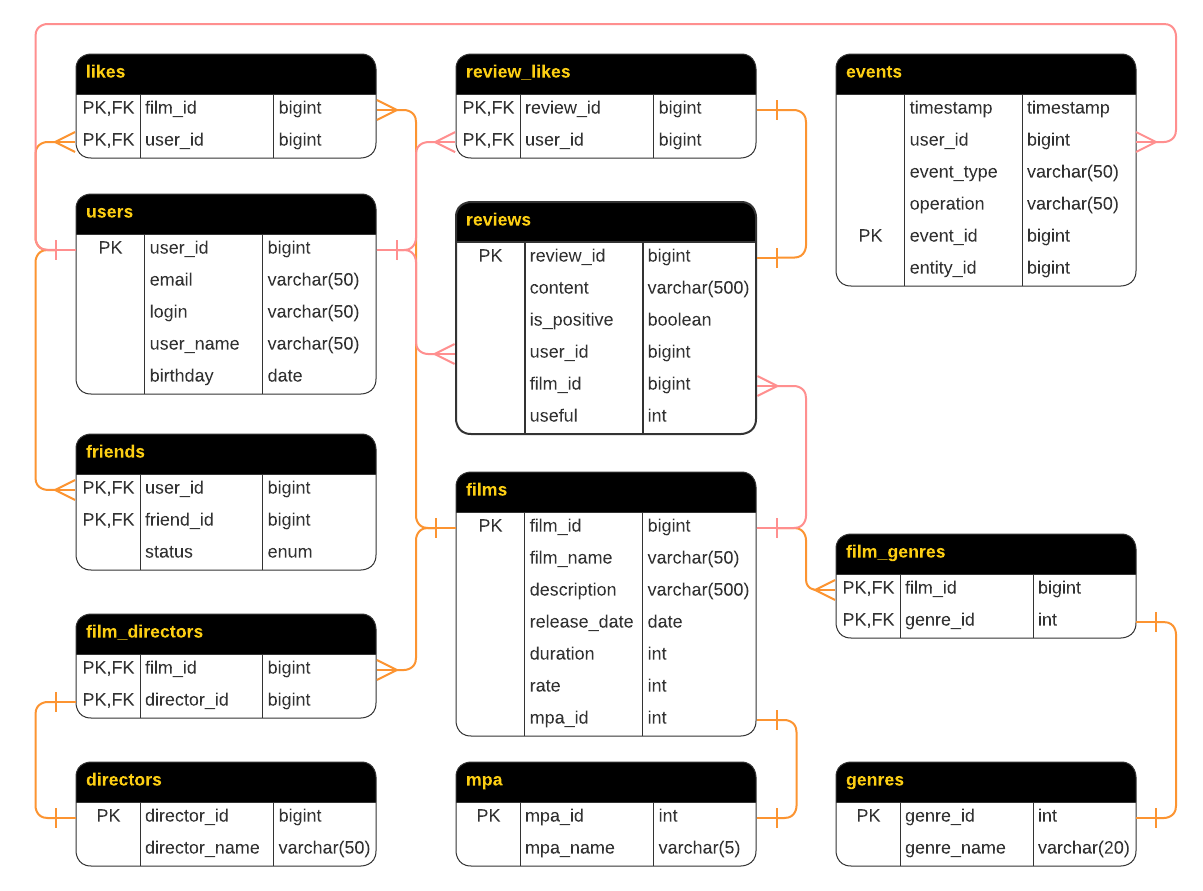 likes
PK,FK film_id bigint
PK,FK user_id bigint
users
PK user_id bigint
email varchar(50)
login varchar(50)
user_name varchar(50)
birthday date
friends
PK,FK user_id bigint
PK,FK friend_id bigint
status enum
film_directors
PK,FK film_id bigint
PK,FK director_id bigint
directors
PK director_id bigint
director_name varchar(50)
review_likes
PK,FK review_id bigint
PK,FK user_id bigint
reviews
PK review_id bigint
content varchar(500)
is_positive boolean
user_id bigint
film_id bigint
useful int
films
PK film_id bigint
film_name varchar(50)
description varchar(500)
release_date date
duration int
rate int
mpa_id int
mpa
PK mpa_id int
mpa_name varchar(5)
events
timestamp timestamp
user_id bigint
event_type varchar(50)
operation varchar(50)
PK event_id bigint
entity_id bigint
film_genres
PK,FK film_id bigint
PK,FK genre_id int
genres
PK genre_id int
genre_name varchar(20)